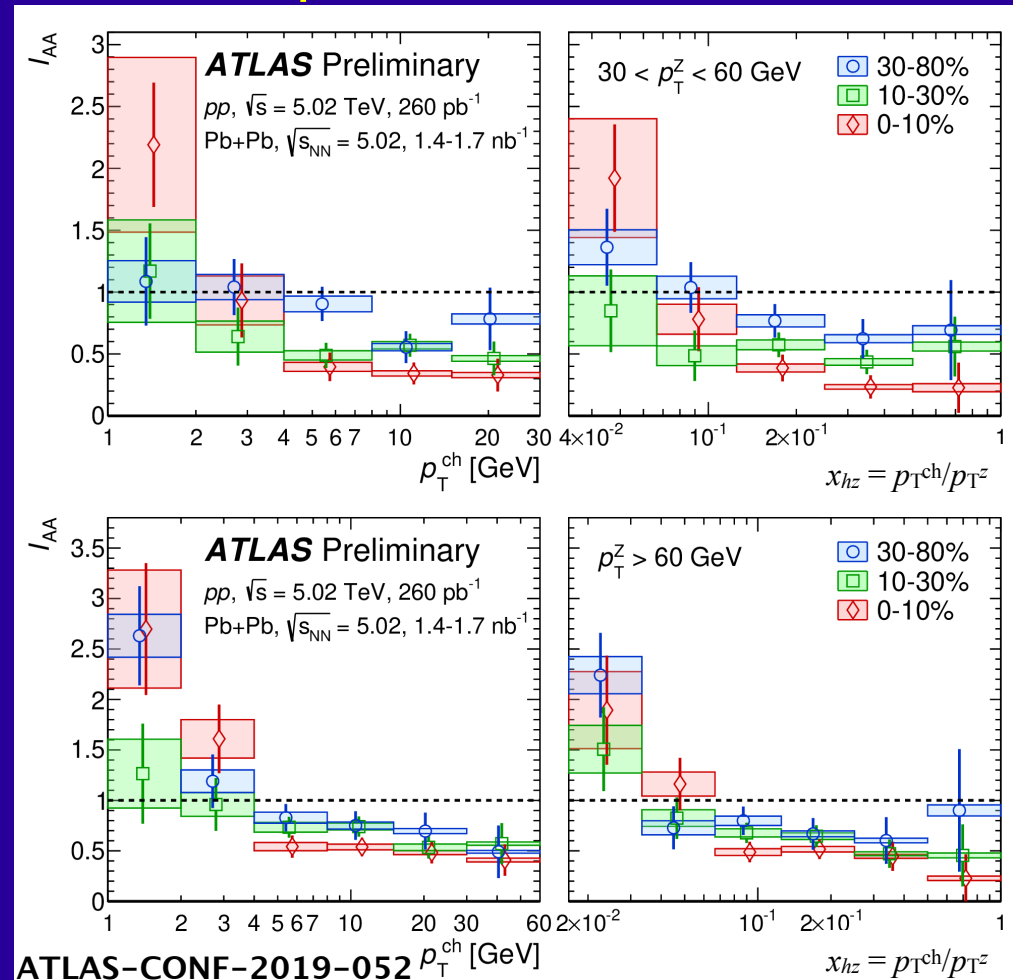 I_AA
3
2.5
2
1.5
1
0.5
0
ATLAS Preliminary
pp, √s = 5.02 TeV, 260 pb⁻¹
Pb+Pb, √s_NN = 5.02, 1.4-1.7 nb⁻¹
1 2 3 4 5 6 7 10 20 30
p_T^ch [GeV]
30 < p_T^Z < 60 GeV
30-80%
10-30%
0-10%
4×10⁻² 10⁻¹ 2×10⁻¹ 1
x_hz = p_T^ch/p_T^z
I_AA
3.5
3
2.5
2
1.5
1
0.5
0
ATLAS Preliminary
pp, √s = 5.02 TeV, 260 pb⁻¹
Pb+Pb, √s_NN = 5.02, 1.4-1.7 nb⁻¹
1 2 3 4 5 6 7 10 20 30 60
p_T^ch [GeV]
p_T^Z > 60 GeV
30-80%
10-30%
0-10%
2×10⁻² 10⁻¹ 2×10⁻¹ 1
x_hz = p_T^ch/p_T^z
ATLAS-CONF-2019-052